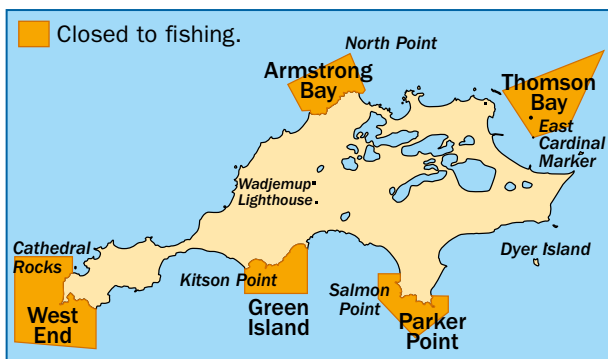 Closed to fishing.
North Point
Armstrong
Bay
Thomson
Bay
East
Cardinal
Marker
Wadjemup
Lighthouse
Cathedral
Rocks
Dyer Island
Kitson Point
Salmon
Point
West
End
Green
Island
Parker
Point